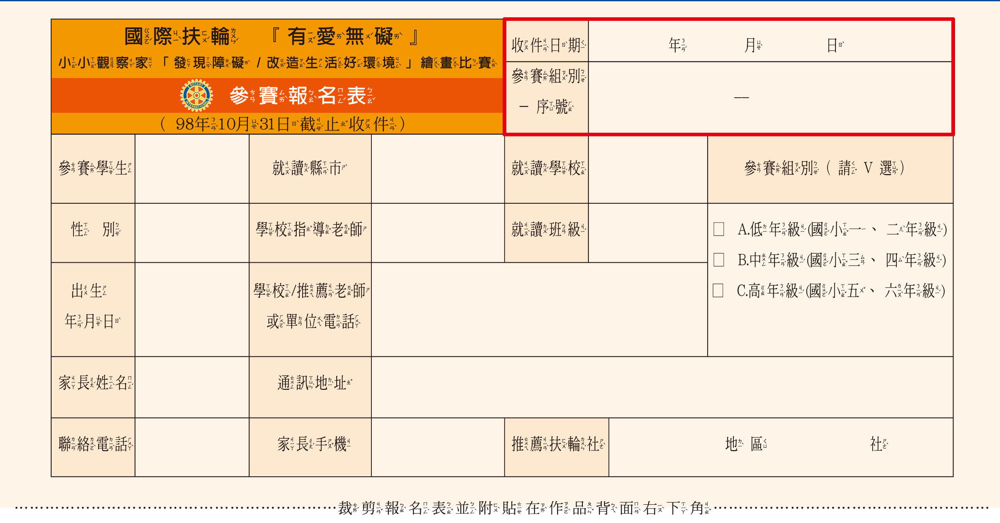 國際扶輪 『有愛無礙』
小小觀察家「發現障礙/改造生活好環境」繪畫比賽
ROTARY INTERNATIONAL
參賽報名表
( 98年10月31日截止收件)
收件日期 年 月 日
參賽組別
– 序號 —
參賽學生 就讀縣市 就讀學校 參賽組別( 請 V 選)
性 別 學校指導老師 就讀班級
□ A.低年級(國小一、 二年級)
□ B.中年級(國小三、 四年級)
□ C.高年級(國小五、 六年級)
出生
年月日
學校/推薦老師
或單位電話
家長姓名 通訊地址
聯絡電話 家長手機 推薦扶輪社 地 區 社
裁剪報名表並附貼在作品背面右下角